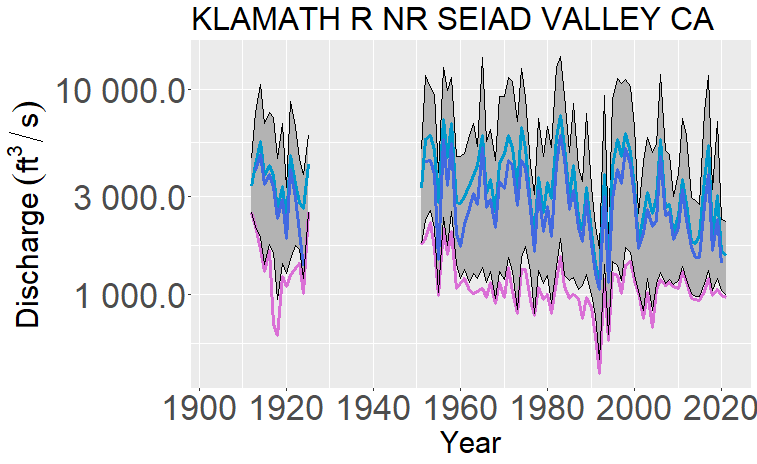 KLAMATH R NR SEIAD VALLEY CA
Discharge (ft³/s)
10 000.0
3 000.0
1 000.0
1900 1920 1940 1960 1980 2000 2020
Year